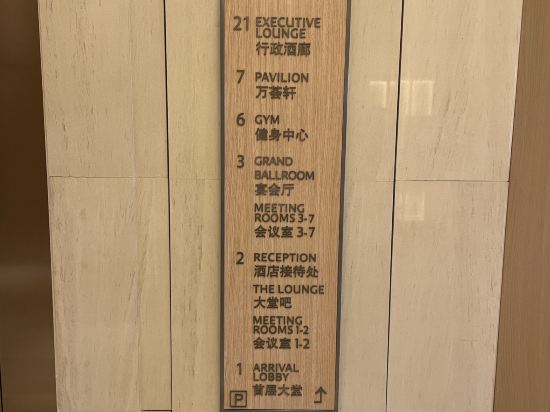 21 EXECUTIVE
LOUNGE
行政酒廊
7 PAVILION
万荟轩
6 GYM
健身中心
3 GRAND
BALLROOM
宴会厅
MEETING
ROOMS 3-7
会议室 3-7
2 RECEPTION
酒店接待处
THE LOUNGE
大堂吧
MEETING
ROOMS 1-2
会议室 1-2
1 ARRIVAL
LOBBY
首层大堂
P